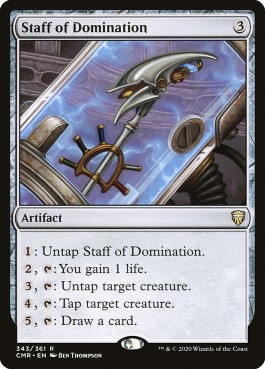 Staff of Domination 3
Artifact
1: Untap Staff of Domination.
2, : You gain 1 life.
3, : Untap target creature.
4, : Tap target creature.
5, : Draw a card.
343/361 R
CMR • EN BEN THOMPSON
™ & © 2020 Wizards of the Coast